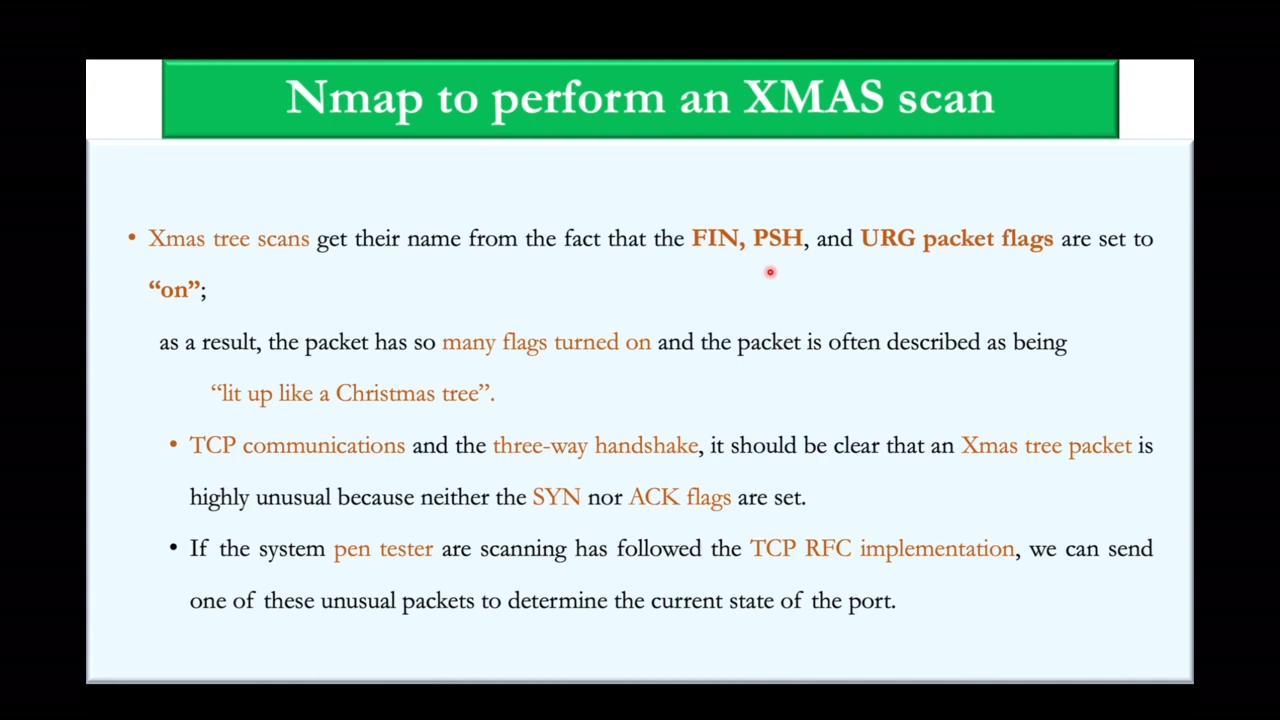 Nmap to perform an XMAS scan
• Xmas tree scans get their name from the fact that the FIN, PSH, and URG packet flags are set to
“on”;
as a result, the packet has so many flags turned on and the packet is often described as being
“lit up like a Christmas tree”.
• TCP communications and the three-way handshake, it should be clear that an Xmas tree packet is
highly unusual because neither the SYN nor ACK flags are set.
• If the system pen tester are scanning has followed the TCP RFC implementation, we can send
one of these unusual packets to determine the current state of the port.